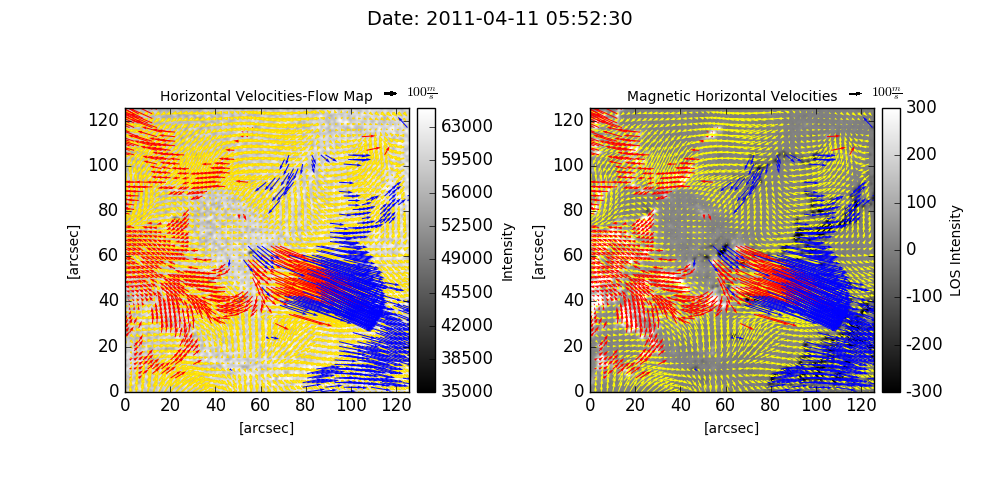 Date: 2011-04-11 05:52:30
Horizontal Velocities-Flow Map
100 m/s
Magnetic Horizontal Velocities
100 m/s
120
100
80
60
40
20
0
[arcsec]
0 20 40 60 80 100 120
[arcsec]
63000
59500
56000
52500
49000
45500
42000
38500
35000
Intensity
120
100
80
60
40
20
0
[arcsec]
0 20 40 60 80 100 120
[arcsec]
300
200
100
0
-100
-200
-300
LOS Intensity